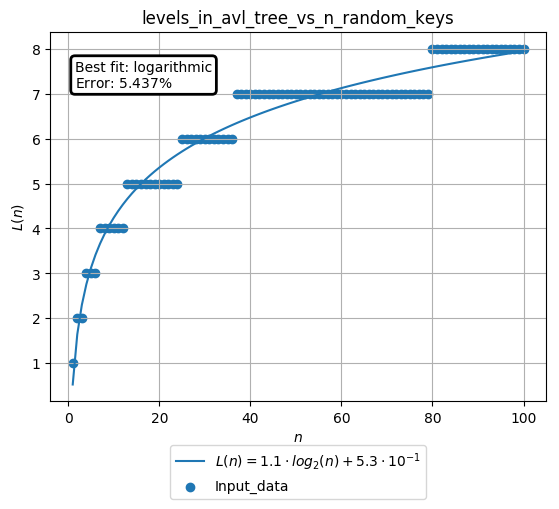 levels_in_avl_tree_vs_n_random_keys
Best fit: logarithmic
Error: 5.437%
8
7
6
5
4
3
2
1
L(n)
0 20 40 60 80 100
n
L(n) = 1.1 · log₂(n) + 5.3 · 10⁻¹
Input_data